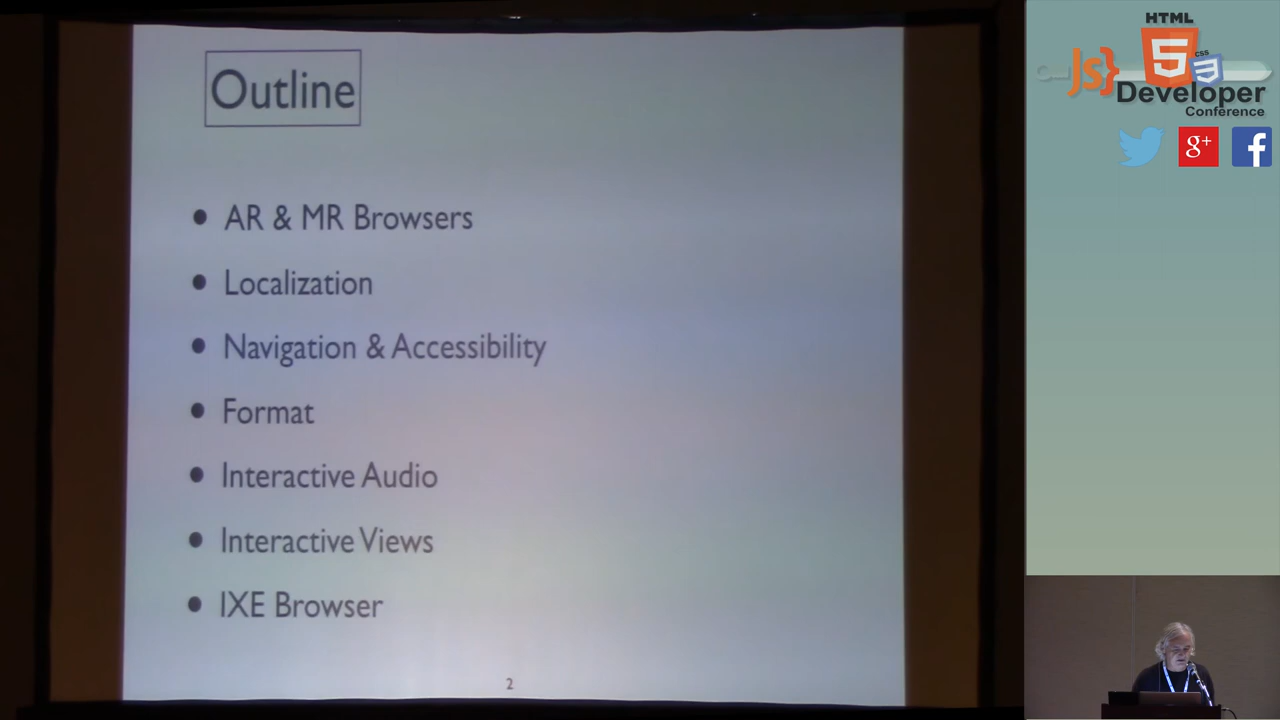 Outline
AR & MR Browsers
Localization
Navigation & Accessibility
Format
Interactive Audio
Interactive Views
IXE Browser
2
HTML
JS}
5
CSS
3
Developer
Conference
g+
f